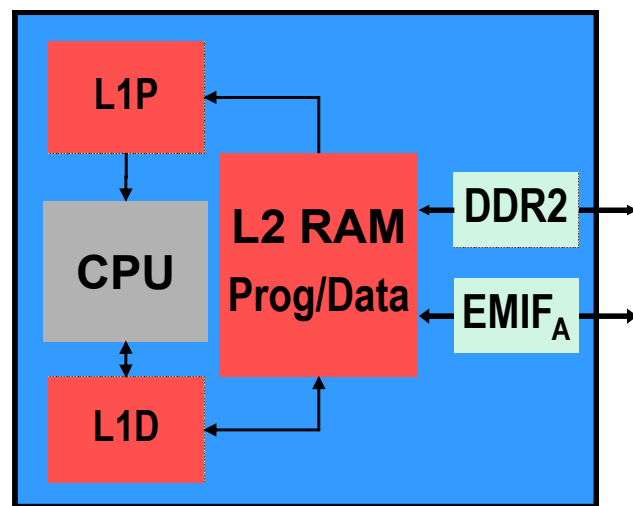 L1P
CPU
L1D
L2 RAM
Prog/Data
DDR2
EMIFA